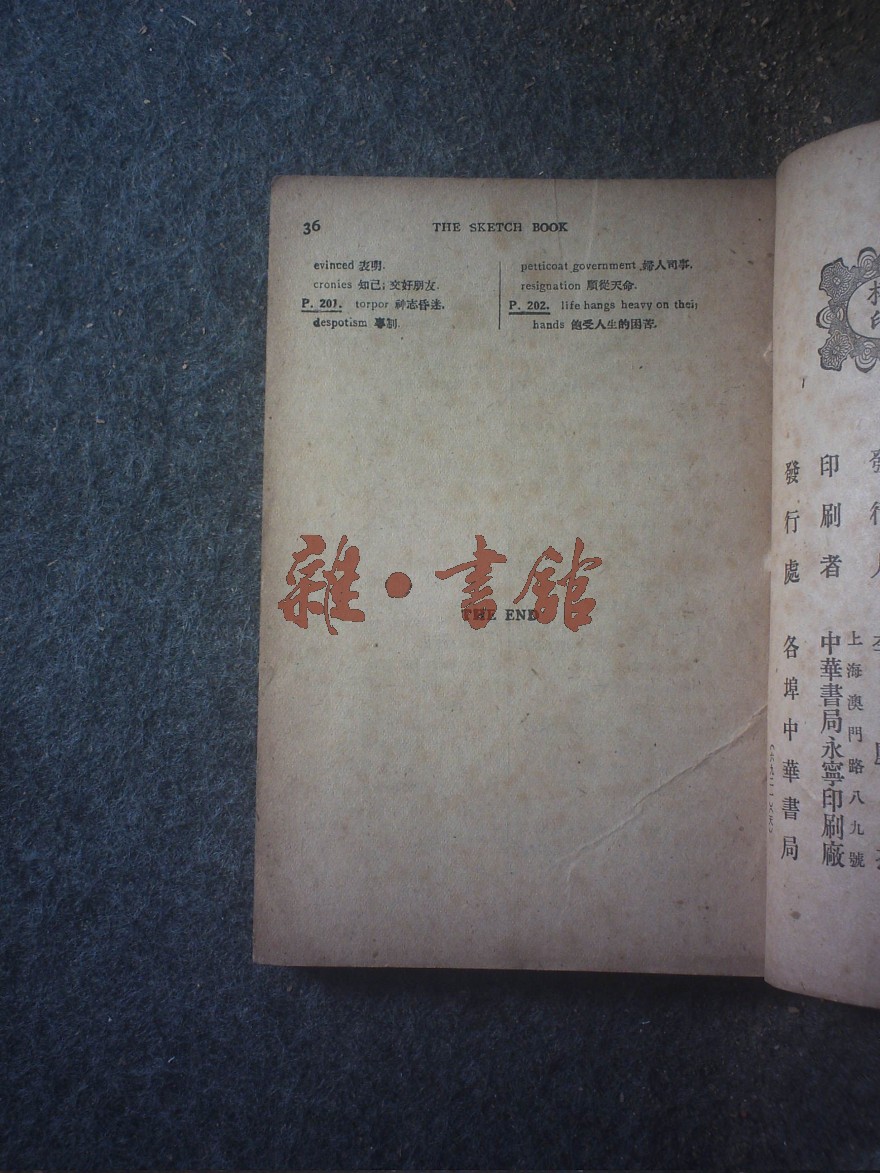 36
THE SKETCH BOOK
evinced 表明.
cronies 知己; 交好朋友.
P. 201. torpor 神志昏迷.
despotism 專制.
petticoat government 婦人司事.
resignation 順從天命.
P. 202. life hangs heavy on their
hands 飽受人生的困苦.
雜·書館
THE END
印
發行
上海澳門路八九號
印刷者 中華書局永寧印刷廠
發行處 各埠中華書局